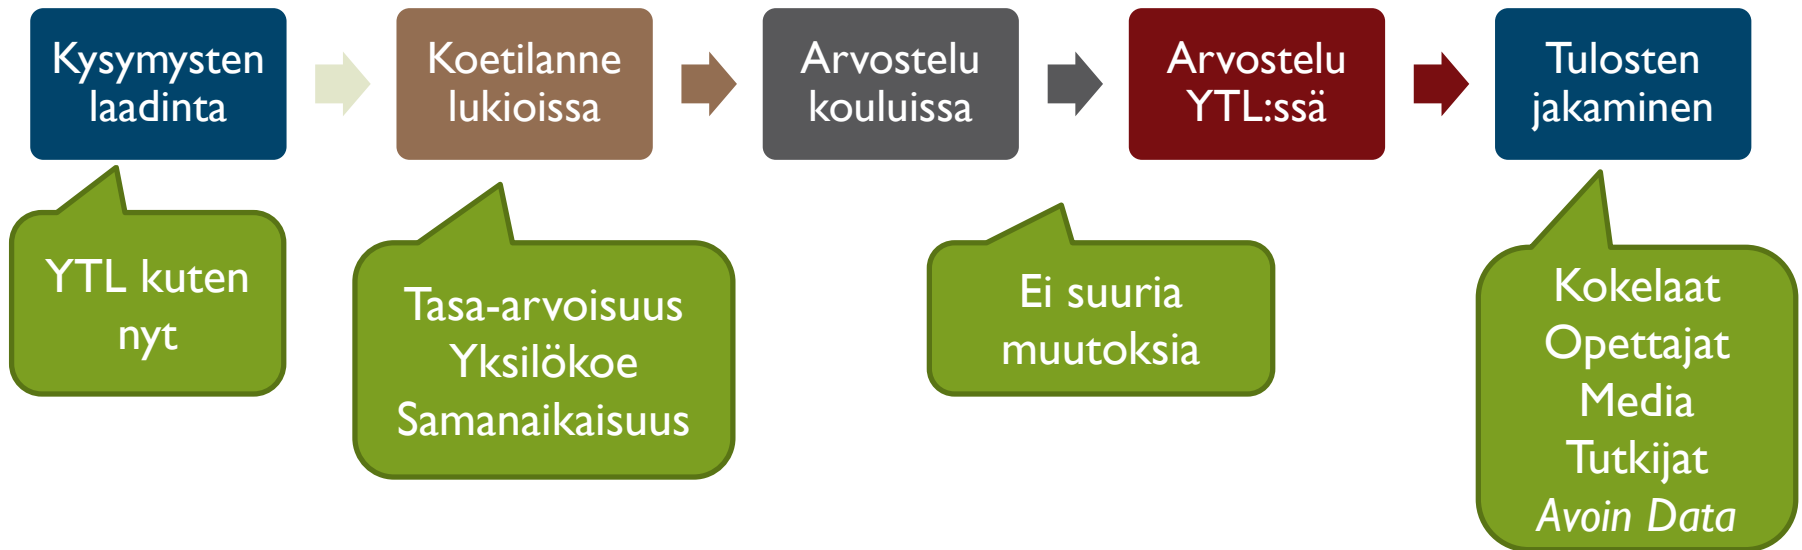 Kysymysten
laadinta
Koetilanne
lukioissa
Arvostelu
kouluissa
Arvostelu
YTL:ssä
Tulosten
jakaminen
YTL kuten
nyt
Tasa-arvoisuus
Yksilökoe
Samanaikaisuus
Ei suuria
muutoksia
Kokelaat
Opettajat
Media
Tutkijat
Avoin Data